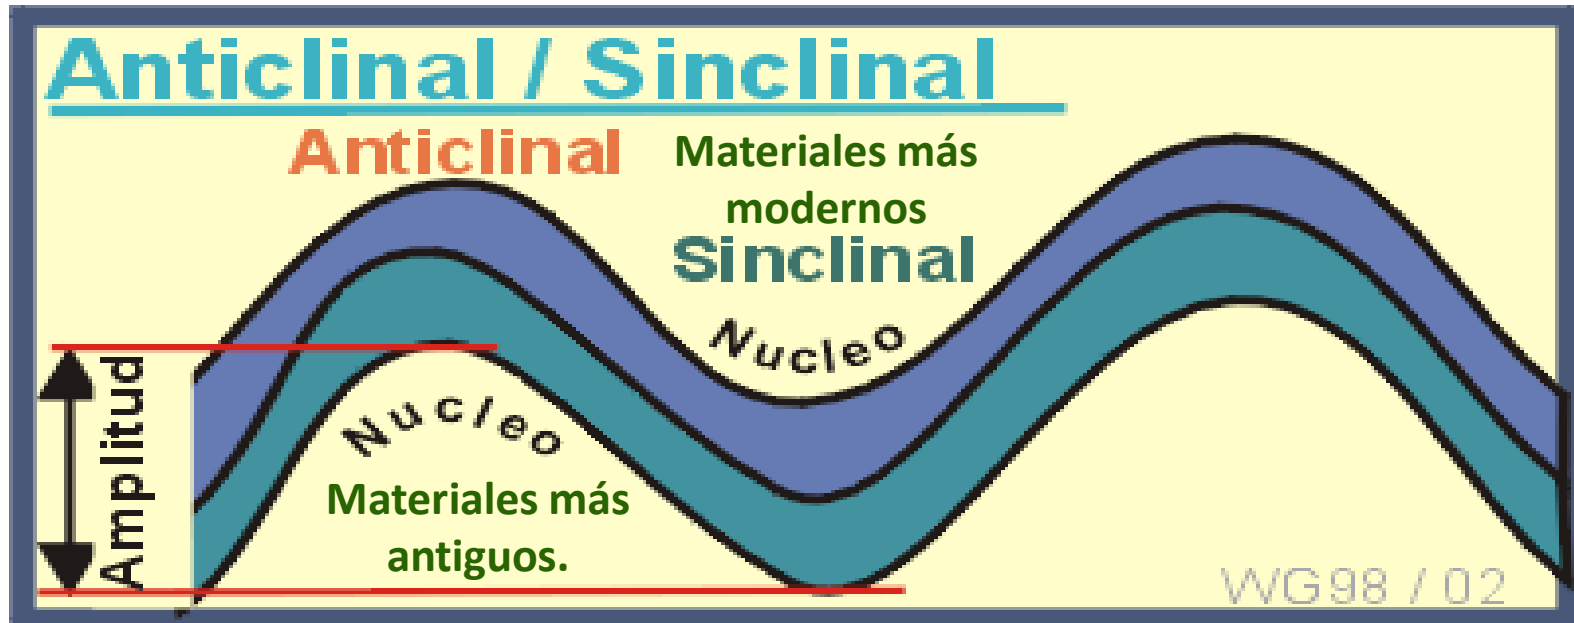 Anticlinal / Sinclinal
Anticlinal
Materiales más
modernos
Sinclinal
Nucleo
Amplitud
Nucleo
Materiales más
antiguos.
WG98 / 02